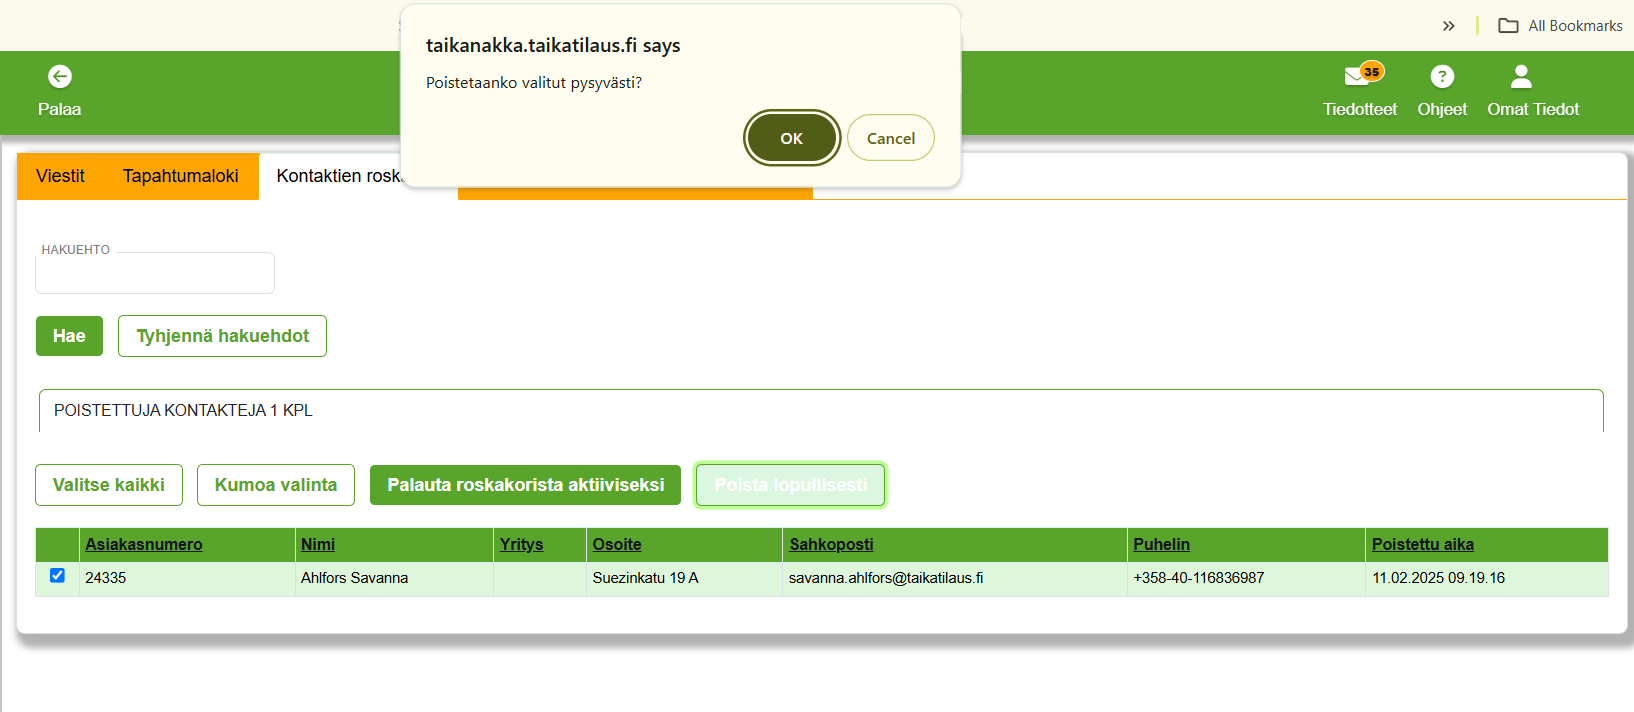 All Bookmarks
taikanakka.taikatilaus.fi says
Poistetaanko valitut pysyvästi?
OK Cancel
Palaa
35
Tiedotteet Ohjeet Omat Tiedot
Viestit Tapahtumaloki Kontaktien rosk
HAKUEHTO
Hae Tyhjennä hakuehdot
POISTETTUJA KONTAKTEJA 1 KPL
Valitse kaikki Kumoa valinta Palauta roskakorista aktiiviseksi Poista lopullisesti
Asiakasnumero Nimi Yritys Osoite Sahkoposti Puhelin Poistettu aika
24335 Ahlfors Savanna Suezinkatu 19 A savanna.ahlfors@taikatilaus.fi +358-40-116836987 11.02.2025 09.19.16